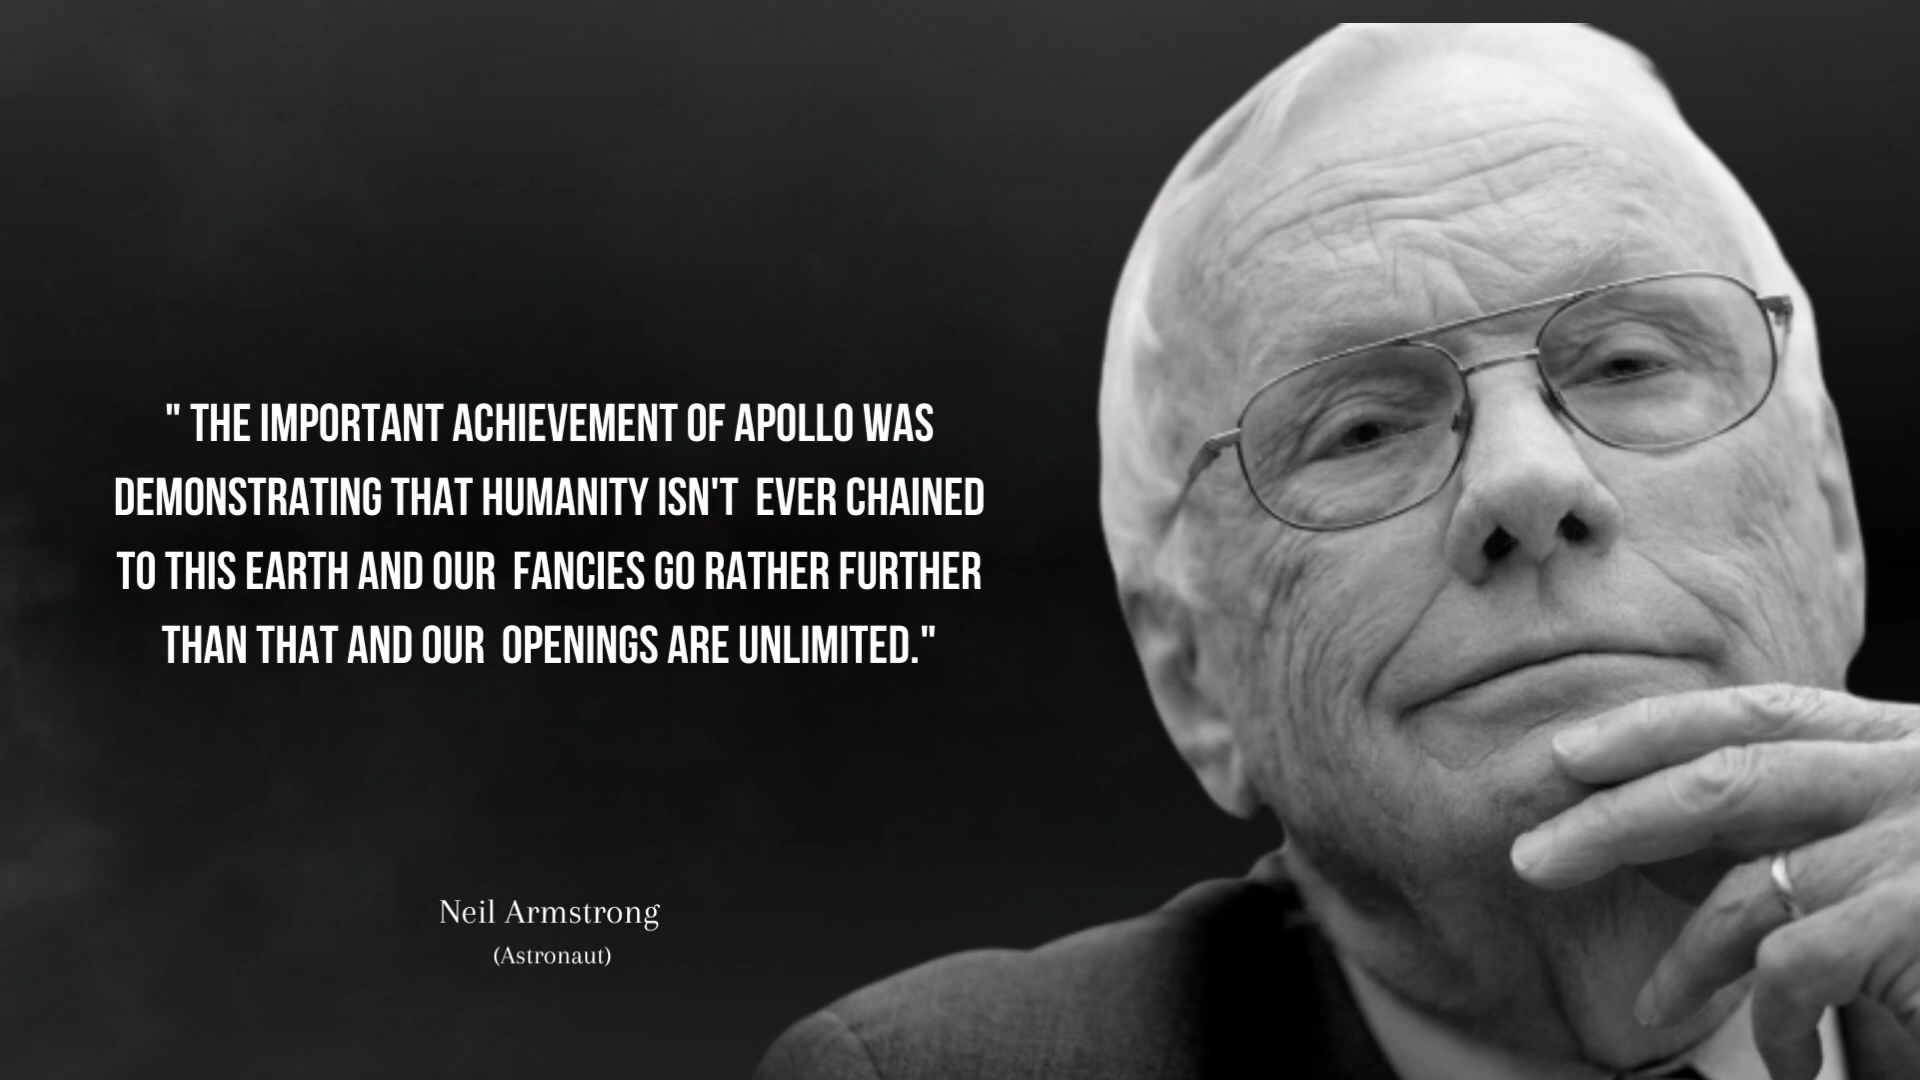 " THE IMPORTANT ACHIEVEMENT OF APOLLO WAS
DEMONSTRATING THAT HUMANITY ISN'T  EVER CHAINED
TO THIS EARTH AND OUR  FANCIES GO RATHER FURTHER
THAN THAT AND OUR  OPENINGS ARE UNLIMITED."
Neil Armstrong
(Astronaut)